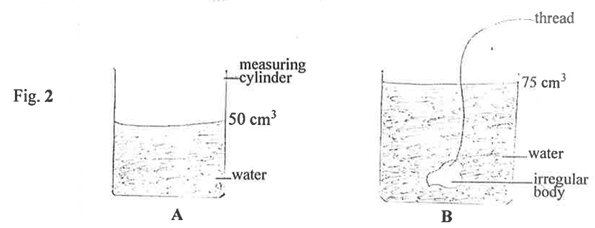 thread
measuring
cylinder
Fig. 2
75 cm³
50 cm³
water
water
irregular
body
A
B